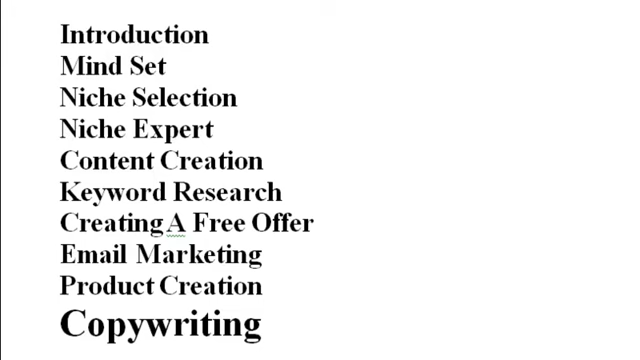 Introduction
Mind Set
Niche Selection
Niche Expert
Content Creation
Keyword Research
Creating A Free Offer
Email Marketing
Product Creation
Copywriting